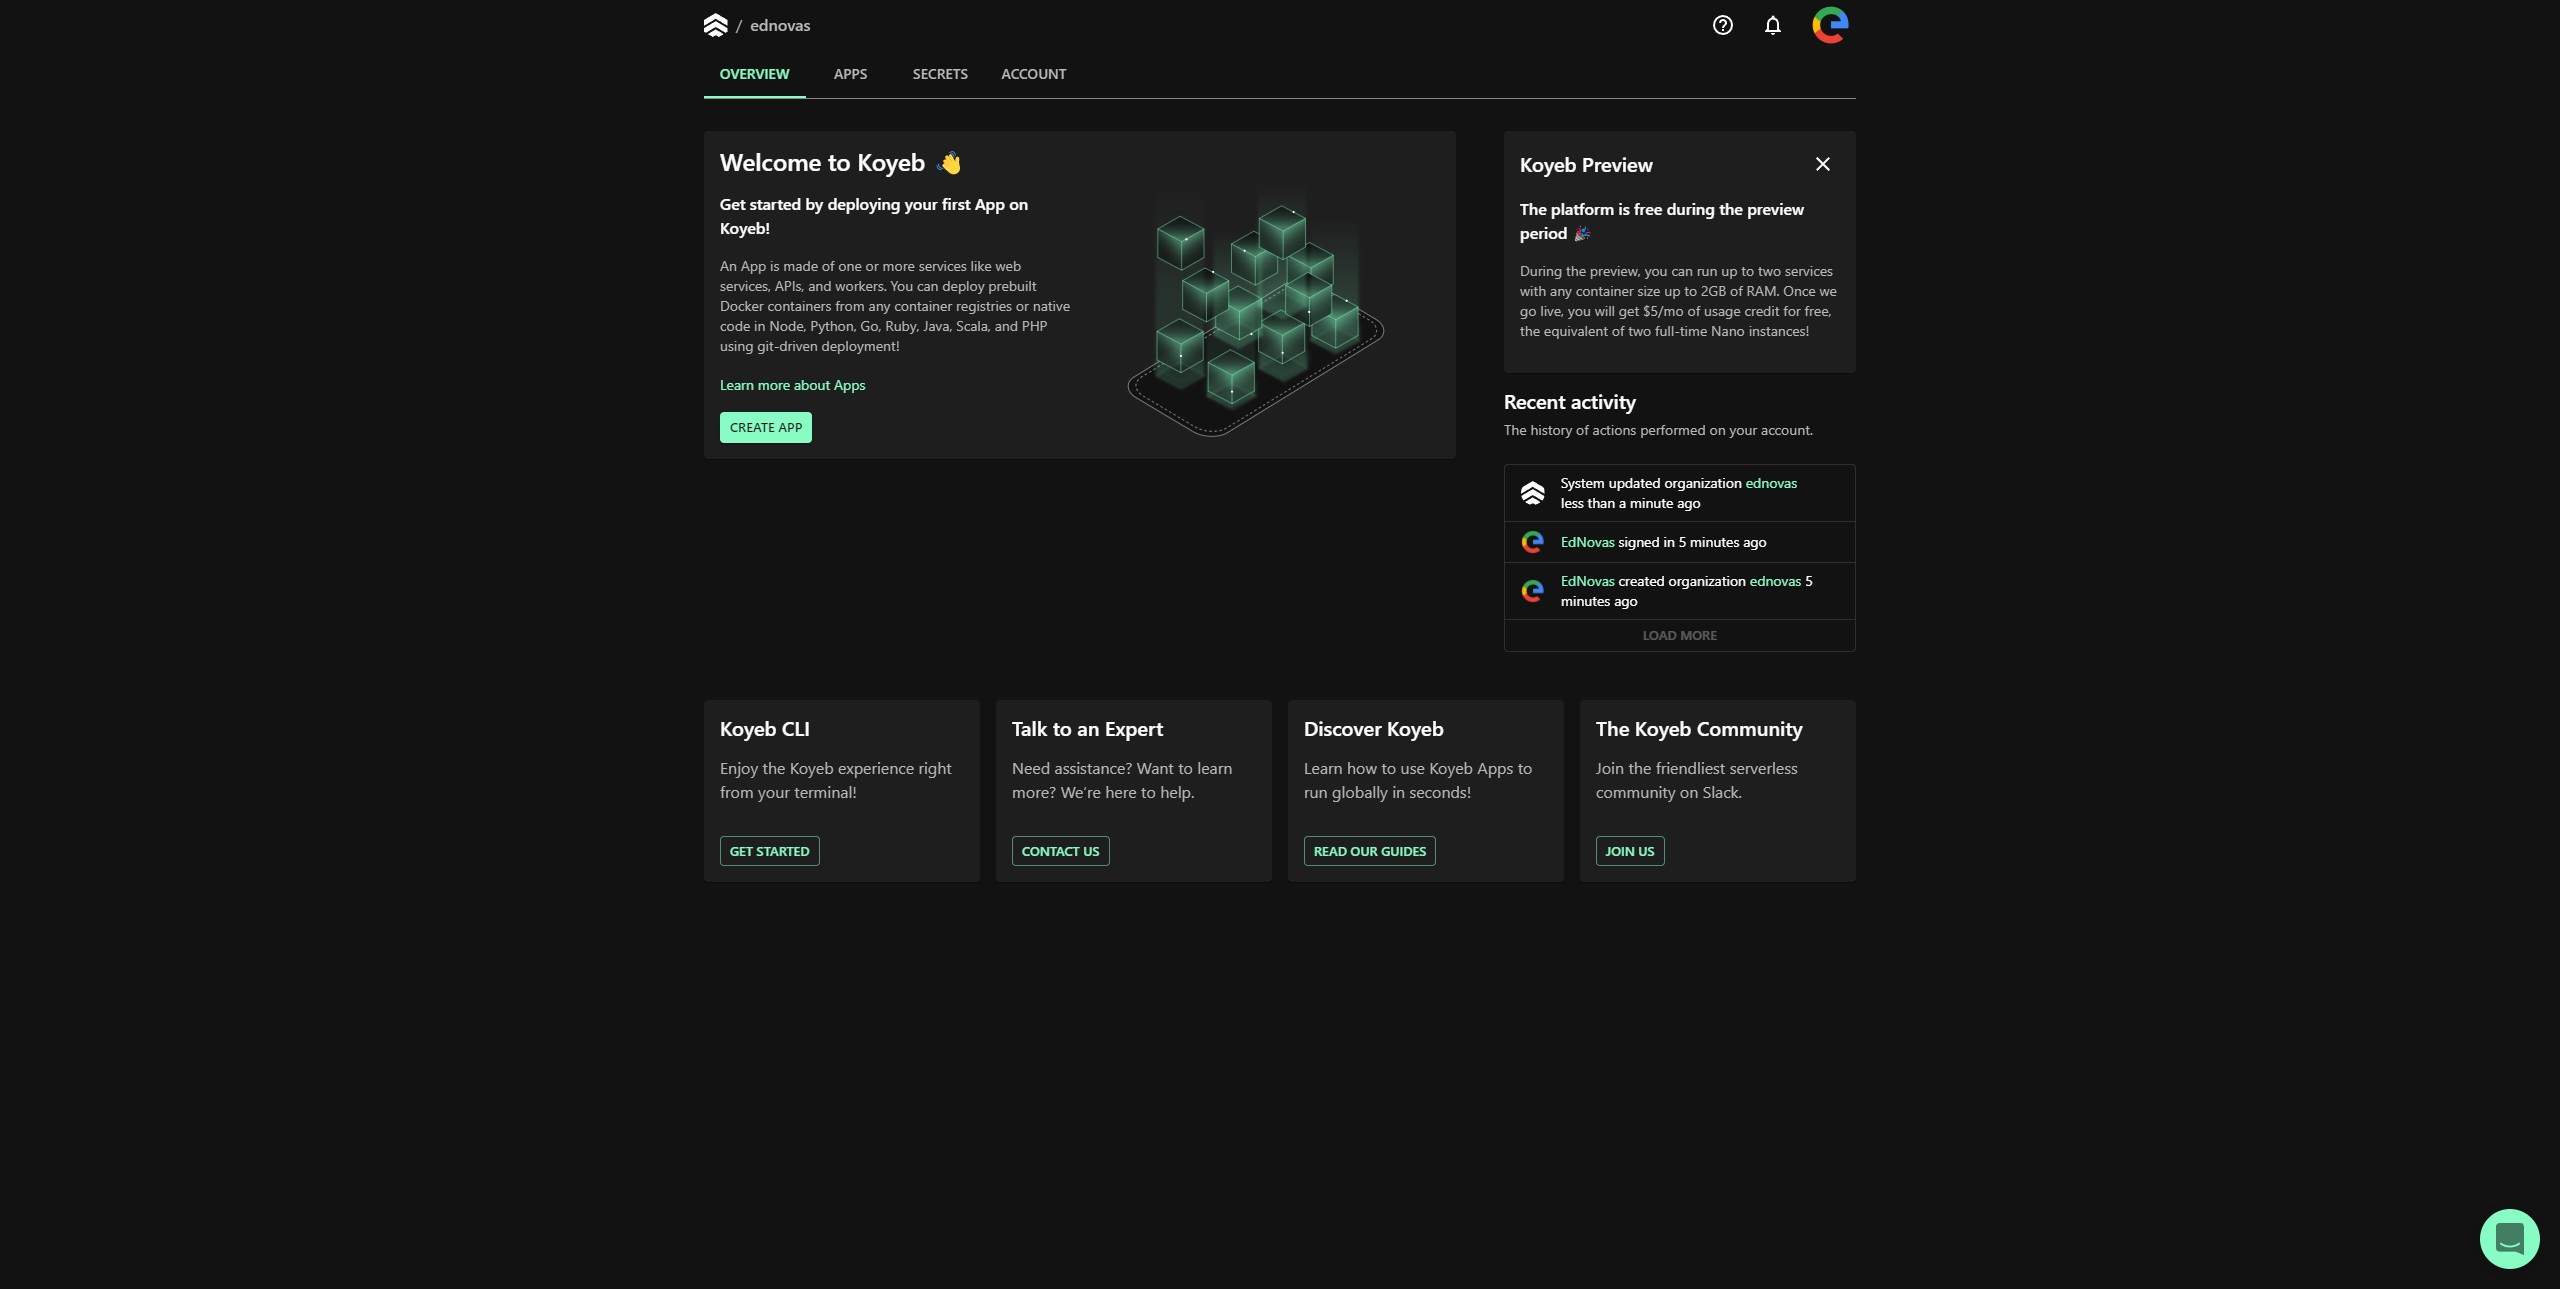 / ednovas
OVERVIEW APPS SECRETS ACCOUNT
Welcome to Koyeb 👋
Get started by deploying your first App on
Koyeb!
An App is made of one or more services like web
services, APIs, and workers. You can deploy prebuilt
Docker containers from any container registries or native
code in Node, Python, Go, Ruby, Java, Scala, and PHP
using git-driven deployment!
Learn more about Apps
CREATE APP
Koyeb Preview
The platform is free during the preview
period 🎉
During the preview, you can run up to two services
with any container size up to 2GB of RAM. Once we
go live, you will get $5/mo of usage credit for free,
the equivalent of two full-time Nano instances!
Recent activity
The history of actions performed on your account.
System updated organization ednovas
less than a minute ago
EdNovas signed in 5 minutes ago
EdNovas created organization ednovas 5
minutes ago
LOAD MORE
Koyeb CLI
Enjoy the Koyeb experience right
from your terminal!
GET STARTED
Talk to an Expert
Need assistance? Want to learn
more? We’re here to help.
CONTACT US
Discover Koyeb
Learn how to use Koyeb Apps to
run globally in seconds!
READ OUR GUIDES
The Koyeb Community
Join the friendliest serverless
community on Slack.
JOIN US